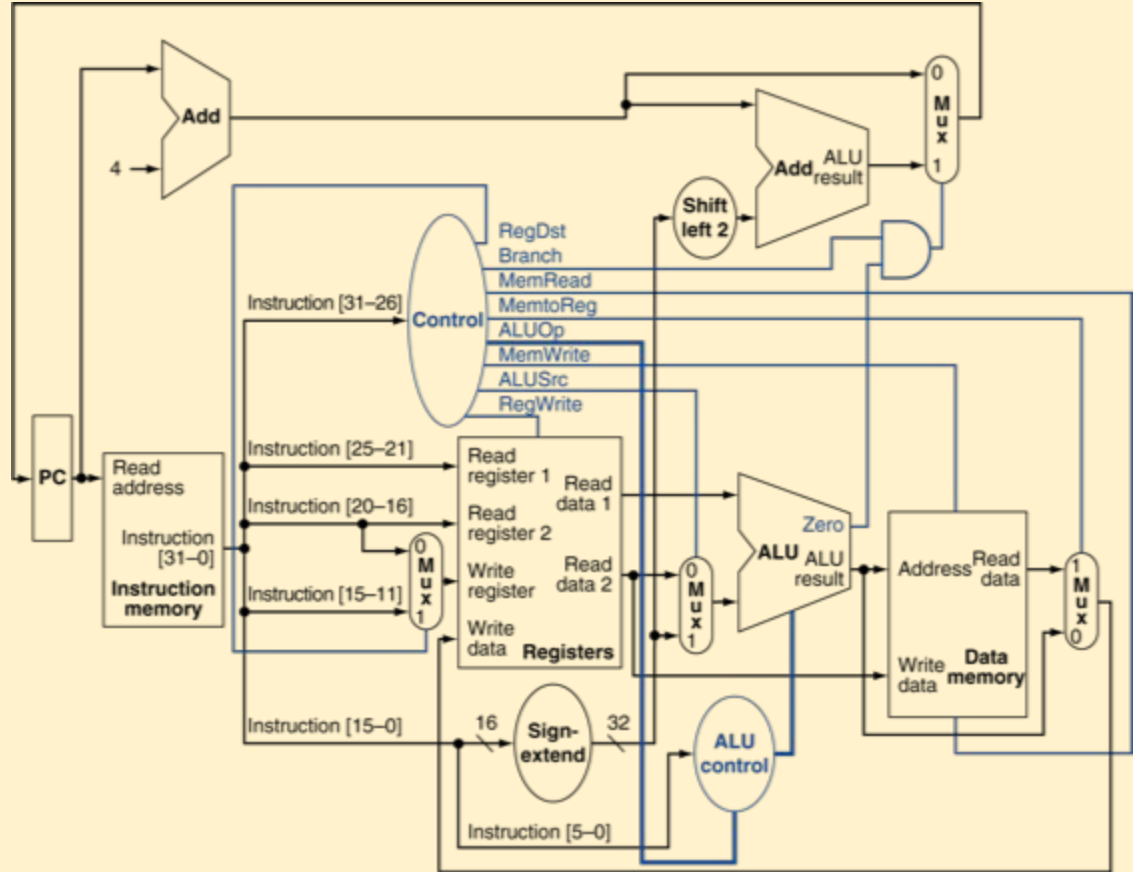 0
M
u
x
1
Add
4
Add
ALU
result
Shift
left 2
RegDst
Branch
MemRead
MemtoReg
ALUOp
MemWrite
ALUSrc
RegWrite
Control
Instruction [31–26]
Instruction [25–21]
Instruction [20–16]
Instruction [15–11]
Instruction [15–0]
Instruction [5–0]
PC
Read
address
Instruction
[31–0]
Instruction
memory
0
M
u
x
1
Read
register 1
Read
register 2
Write
register
Write
data
Read
data 1
Read
data 2
Registers
0
M
u
x
1
Zero
ALU
ALU
result
Address
Read
data
Write
data
Data
memory
1
M
u
x
0
16
Sign-
extend
32
ALU
control